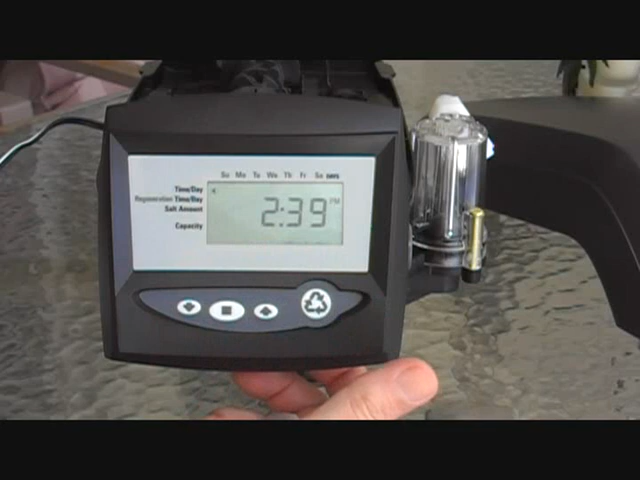 Su Mo Tu We Th Fr Sa DAYS
Time/Day
Regeneration Time/Day
Salt Amount
Capacity
2:39 PM